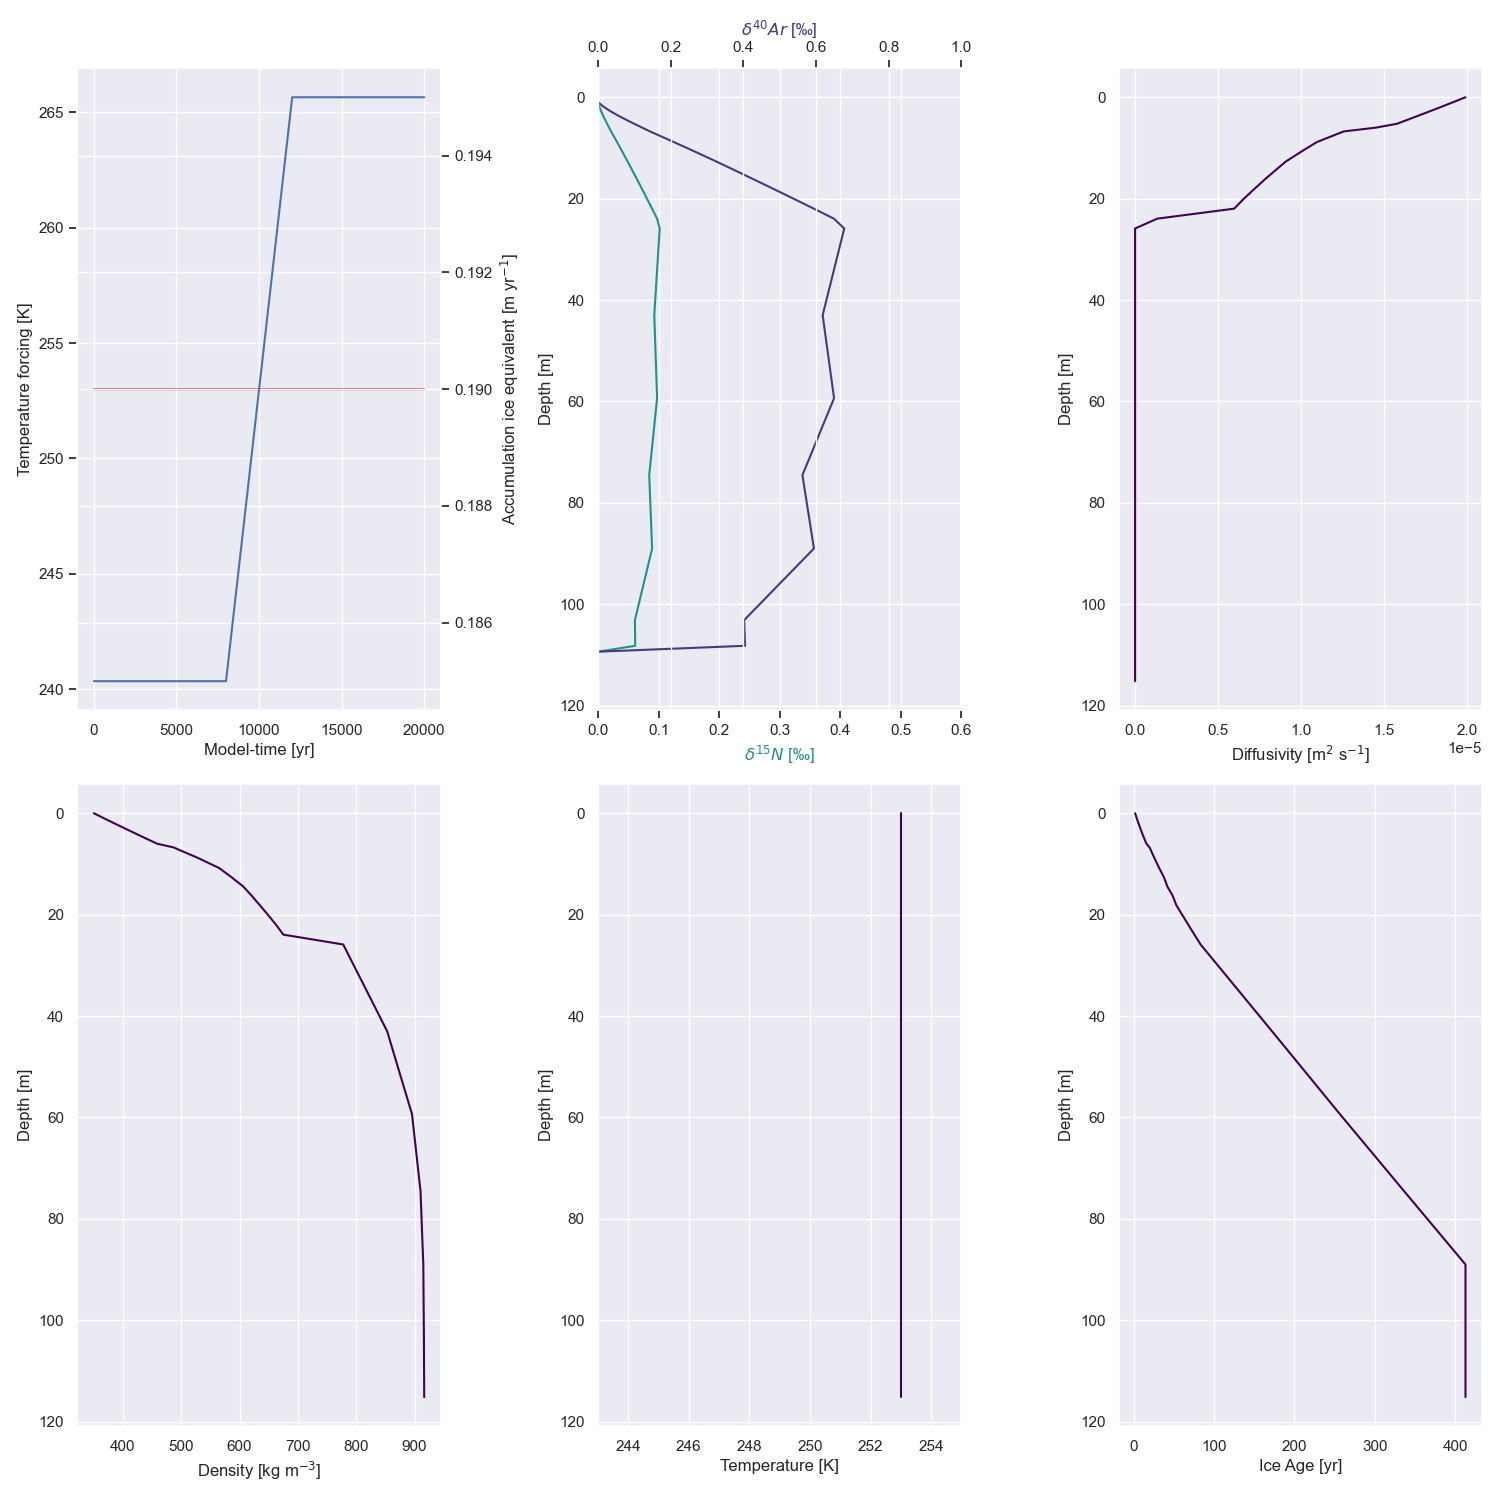 265
260
255
250
245
240
Temperature forcing [K]
0 5000 10000 15000 20000
Model-time [yr]
0.194
0.192
0.190
0.188
0.186
Accumulation ice equivalent [m yr⁻¹]
δ⁴⁰Ar [‰]
0.0 0.2 0.4 0.6 0.8 1.0
0
20
40
60
80
100
120
Depth [m]
0.0 0.1 0.2 0.3 0.4 0.5 0.6
δ¹⁵N [‰]
0
20
40
60
80
100
120
Depth [m]
0.0 0.5 1.0 1.5 2.0
1e−5
Diffusivity [m² s⁻¹]
0
20
40
60
80
100
120
Depth [m]
400 500 600 700 800 900
Density [kg m⁻³]
0
20
40
60
80
100
120
Depth [m]
244 246 248 250 252 254
Temperature [K]
0
20
40
60
80
100
120
Depth [m]
0 100 200 300 400
Ice Age [yr]